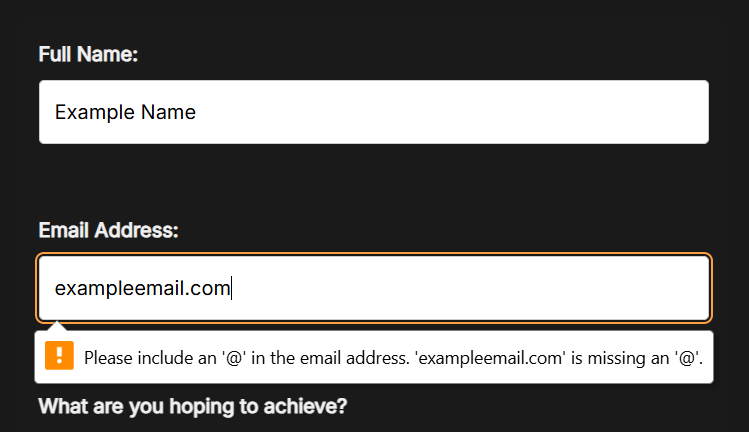 Full Name:
Example Name
Email Address:
exampleemail.com
Please include an '@' in the email address. 'exampleemail.com' is missing an '@'.
What are you hoping to achieve?